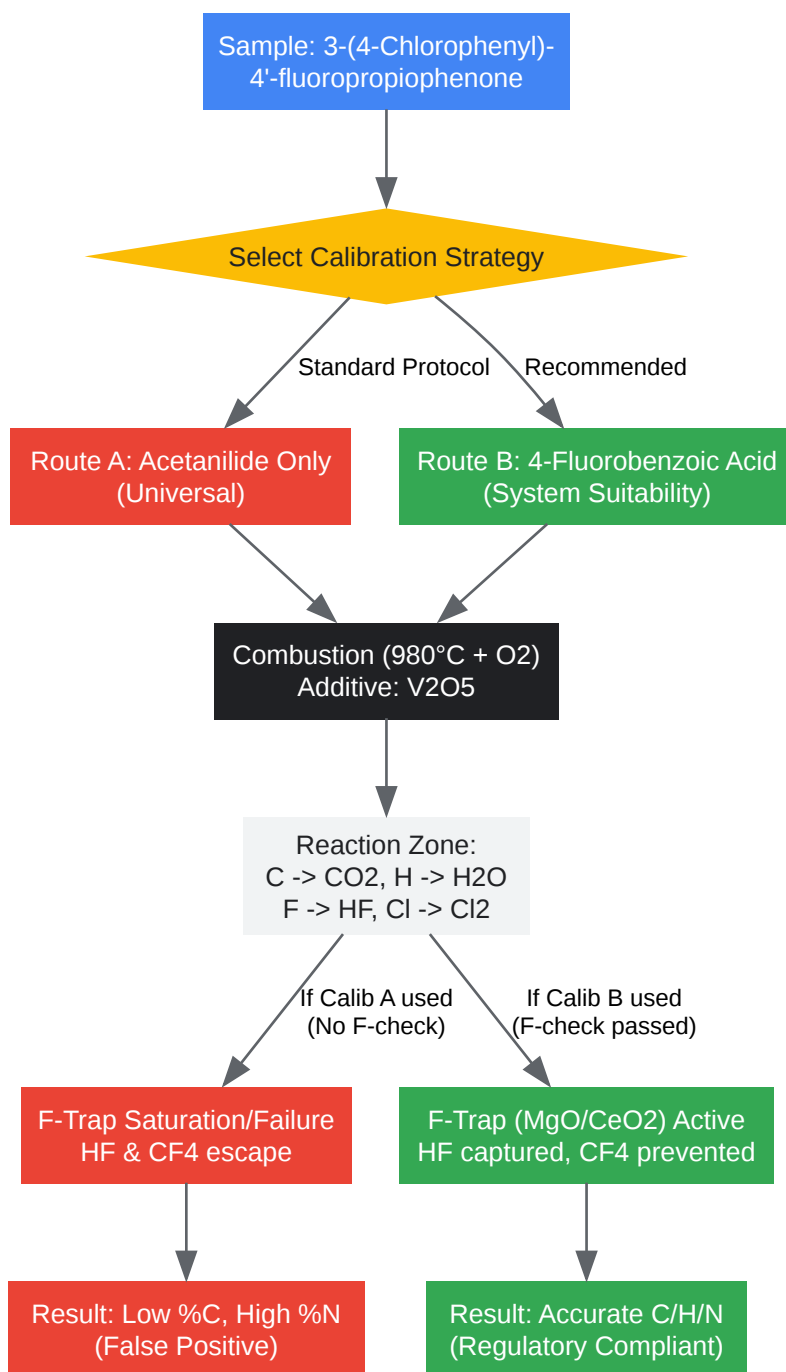 Sample: 3-(4-Chlorophenyl)-
4'-fluoropropiophenone
Select Calibration Strategy
Standard Protocol
Recommended
Route A: Acetanilide Only
(Universal)
Route B: 4-Fluorobenzoic Acid
(System Suitability)
Combustion (980°C + O2)
Additive: V2O5
Reaction Zone:
C -> CO2, H -> H2O
F -> HF, Cl -> Cl2
If Calib A used
(No F-check)
If Calib B used
(F-check passed)
F-Trap Saturation/Failure
HF & CF4 escape
F-Trap (MgO/CeO2) Active
HF captured, CF4 prevented
Result: Low %C, High %N
(False Positive)
Result: Accurate C/H/N
(Regulatory Compliant)